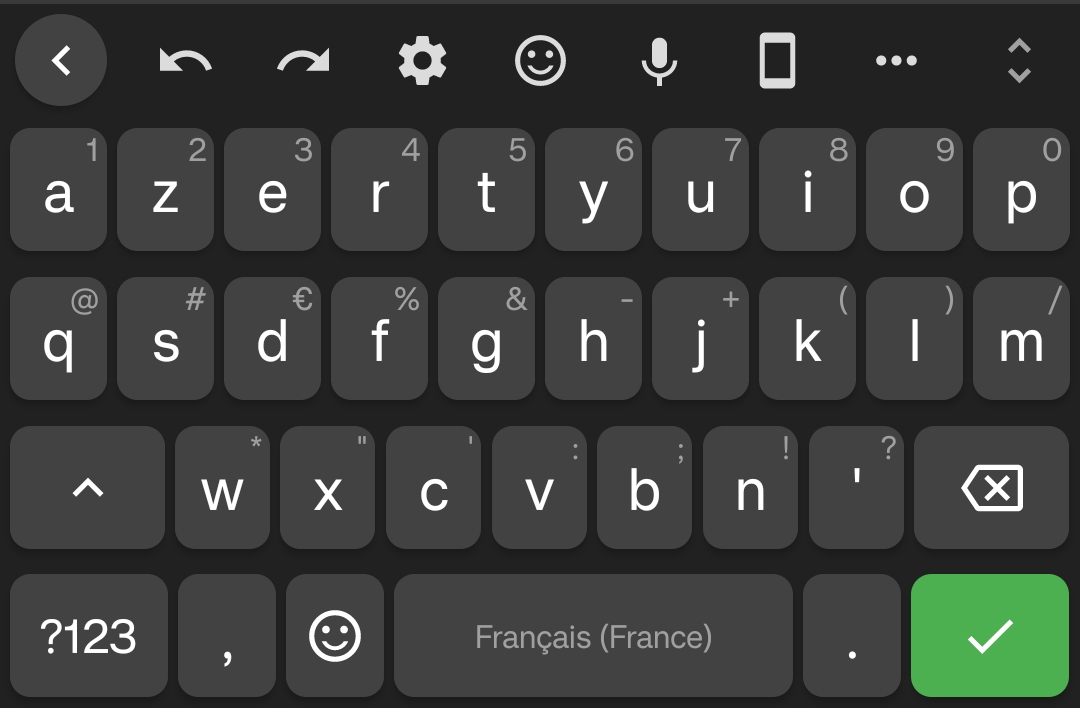 1 2 3 4 5 6 7 8 9 0
a z e r t y u i o p
@ # € % & - + ( ) /
q s d f g h j k l m
* " ' : ; ! ?
w x c v b n '
?123 , Français (France) .